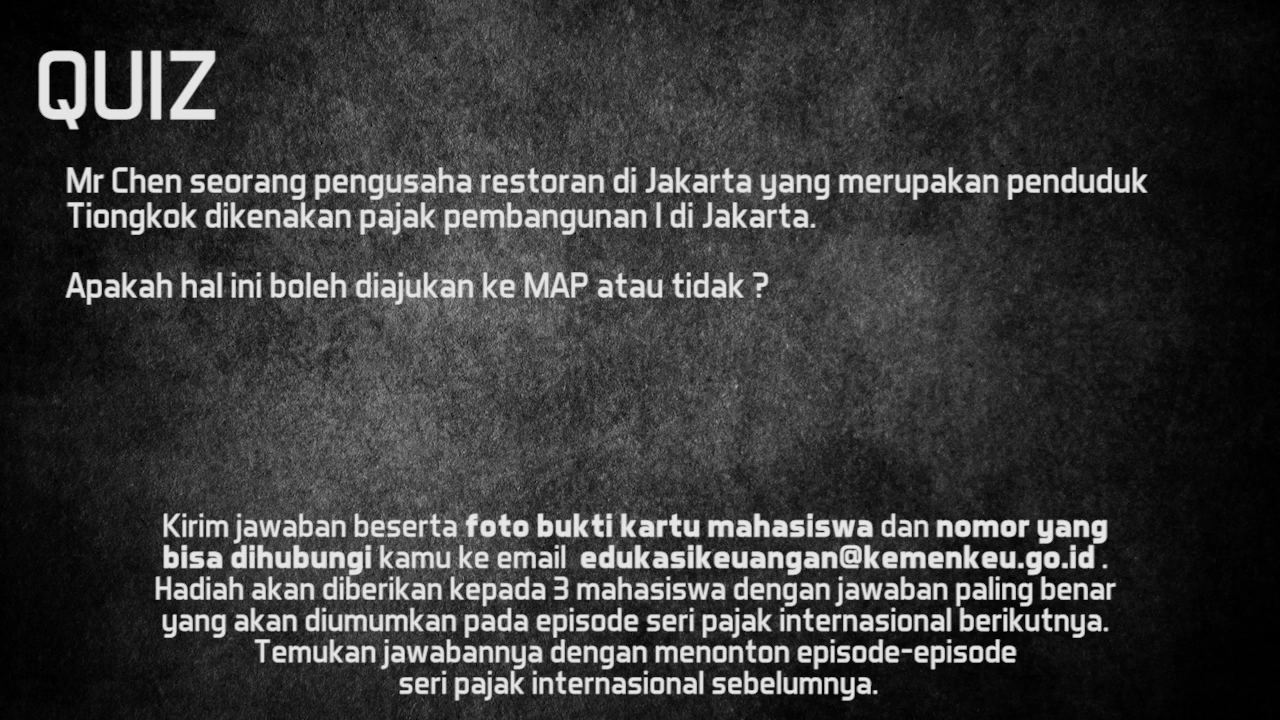 QUIZ
Mr Chen seorang pengusaha restoran di Jakarta yang merupakan penduduk
Tiongkok dikenakan pajak pembangunan I di Jakarta.
Apakah hal ini boleh diajukan ke MAP atau tidak ?
Kirim jawaban beserta foto bukti kartu mahasiswa dan nomor yang
bisa dihubungi kamu ke email edukasikeuangan@kemenkeu.go.id .
Hadiah akan diberikan kepada 3 mahasiswa dengan jawaban paling benar
yang akan diumumkan pada episode seri pajak internasional berikutnya.
Temukan jawabannya dengan menonton episode-episode
seri pajak internasional sebelumnya.